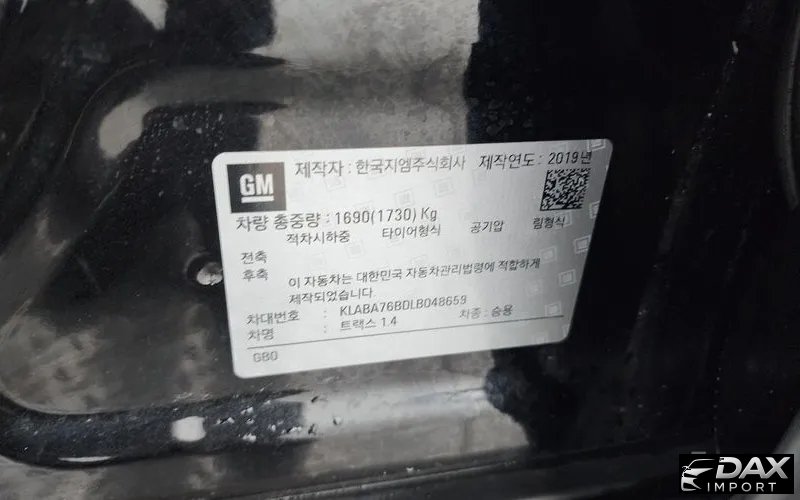 GM
제작자 : 한국지엠주식회사 제작연도 : 2019년
차량 총중량 : 1690(1730) Kg
적차시하중 타이어형식 공기압 림형식
전축
후축
이 자동차는 대한민국 자동차관리법령에 적합하게
제작되었습니다.
차대번호 : KLABA76BDLB048659 차종 : 승용
차명 : 트랙스 1.4
GB0
DAX
IMPORT